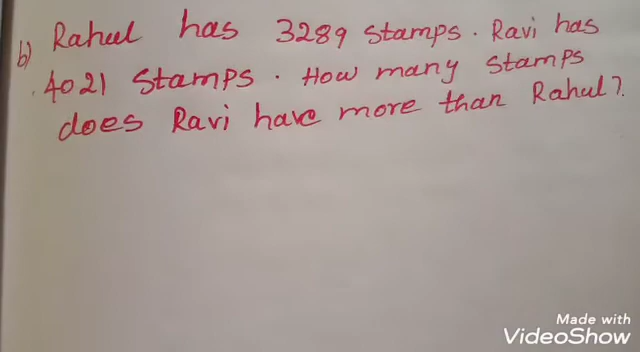 b) Rahul has 3289 stamps. Ravi has
4021 stamps. How many stamps
does Ravi have more than Rahul?
Made with
VideoShow